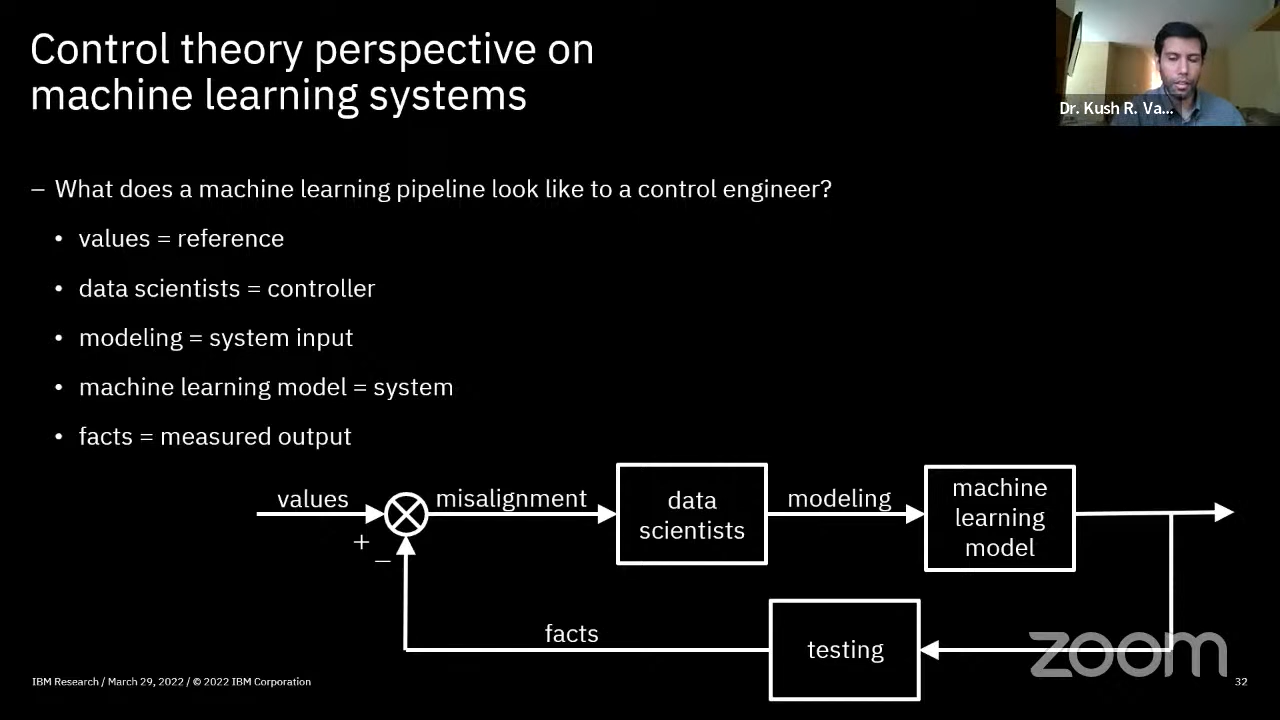 Control theory perspective on
machine learning systems
Dr. Kush R. Va...
– What does a machine learning pipeline look like to a control engineer?
• values = reference
• data scientists = controller
• modeling = system input
• machine learning model = system
• facts = measured output
values
misalignment
data
scientists
modeling
machine
learning
model
+
–
facts
testing
zoom
IBM Research / March 29, 2022 / © 2022 IBM Corporation
32